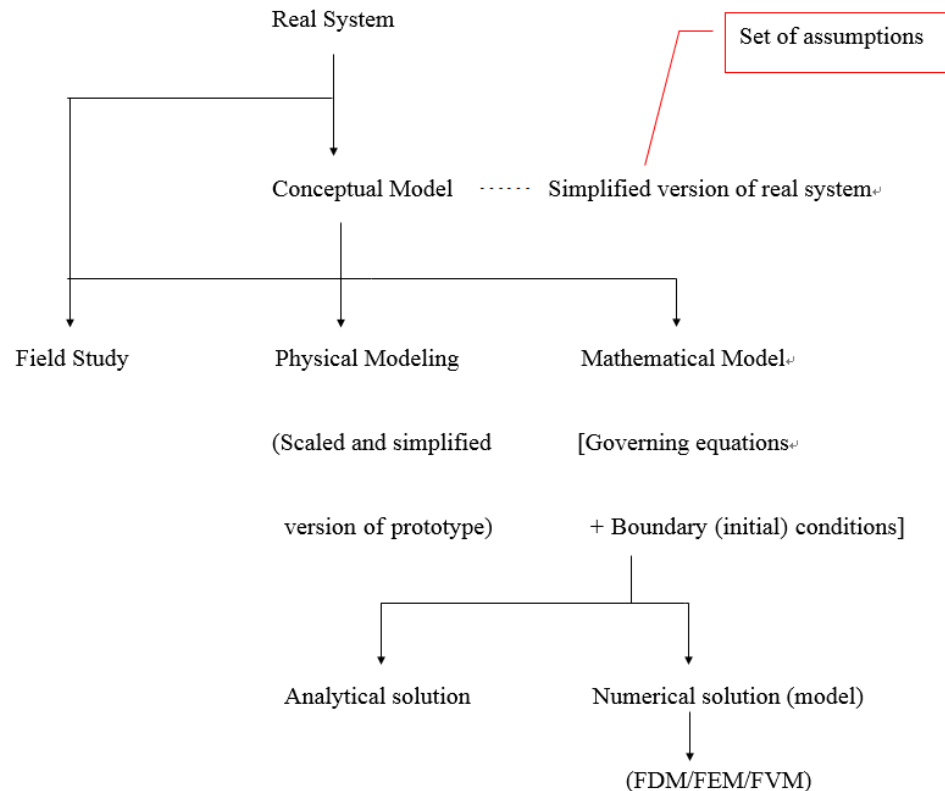 Real System
Set of assumptions
Conceptual Model ...... Simplified version of real system
Field Study
Physical Modeling
Mathematical Model
(Scaled and simplified
[Governing equations
version of prototype)
+ Boundary (initial) conditions]
Analytical solution
Numerical solution (model)
(FDM/FEM/FVM)